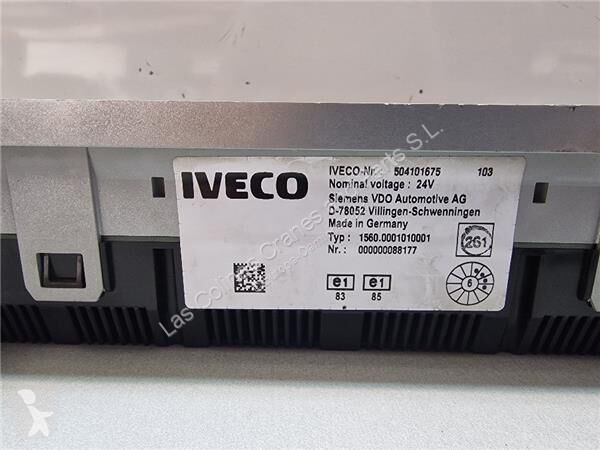 IVECO
IVECO-Nr. 504101675 103
Nominal voltage : 24V
Siemens VDO Automotive AG
D-78052 Villingen-Schwenningen
Made in Germany
Typ : 1560.0001010001
Nr. : 000000088177
261
e1 e1
83 85
6